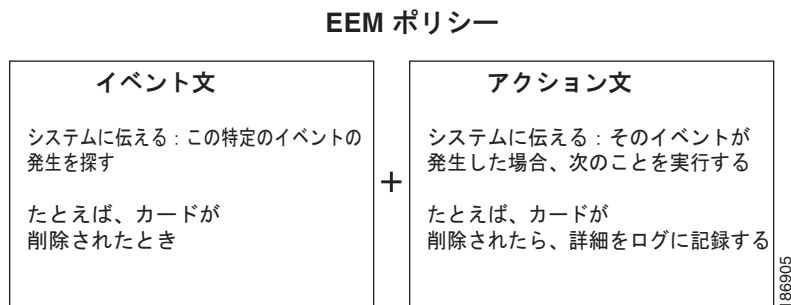 EEM ポリシー
イベント文
システムに伝える：この特定のイベントの
発生を探す
たとえば、カードが
削除されたとき
+
アクション文
システムに伝える：そのイベントが
発生した場合、次のことを実行する
たとえば、カードが
削除されたら、詳細をログに記録する
186905